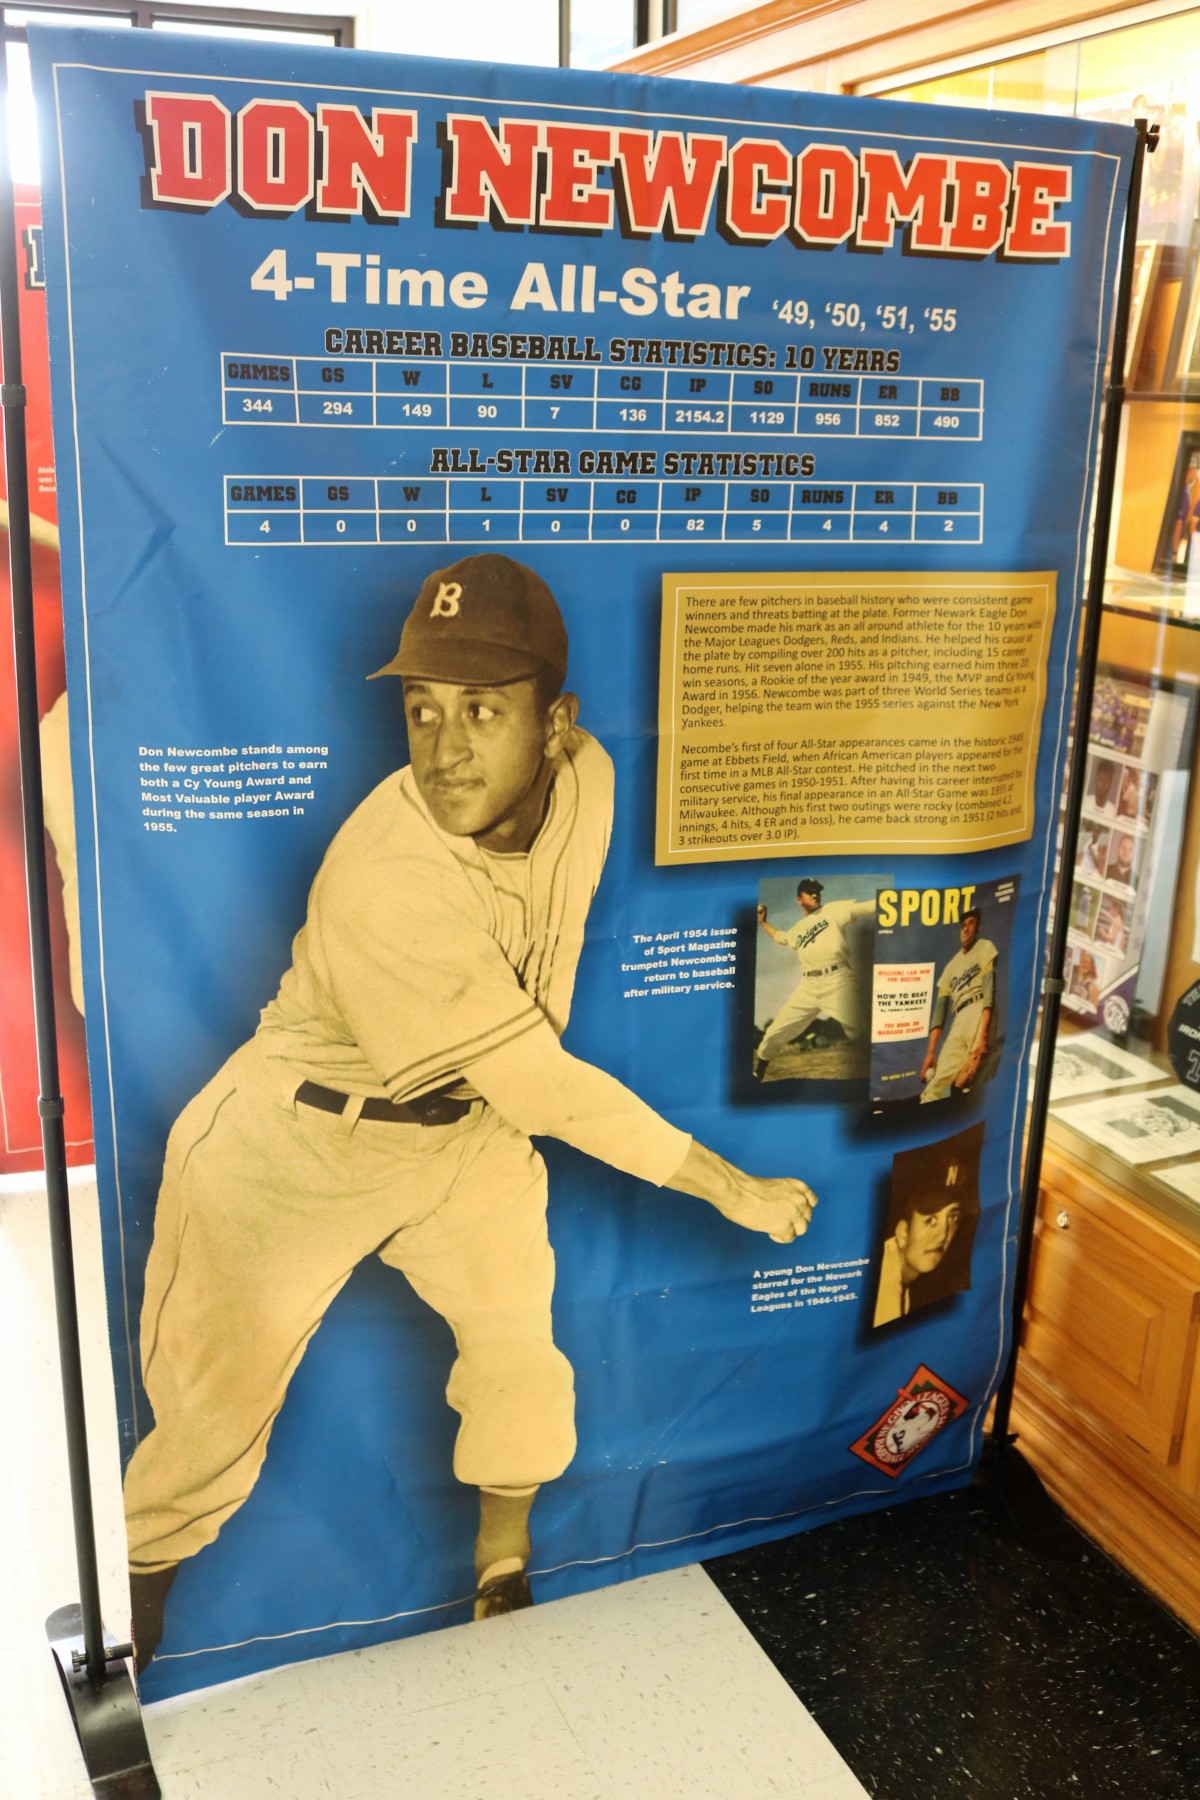 DON NEWCOMBE
4-Time All-Star '49, '50, '51, '55
CAREER BASEBALL STATISTICS: 10 YEARS
GAMES GS W L SV CG IP SO RUNS ER BB
344 294 149 90 7 136 2154.2 1129 956 852 490
ALL-STAR GAME STATISTICS
GAMES GS W L SV CG IP SO RUNS ER BB
4 0 0 1 0 0 82 5 4 4 2
B
There are few pitchers in baseball history who were consistent game
winners and threats batting at the plate. Former Newark Eagle Don
Newcombe made his mark as an all around athlete for the 10 years with
the Major Leagues Dodgers, Reds, and Indians. He helped his cause at
the plate by compiling over 200 hits as a pitcher, including 15 career
home runs. Hit seven alone in 1955. His pitching earned him three 20
win seasons, a Rookie of the year award in 1949, the MVP and Cy Young
Award in 1956. Newcombe was part of three World Series teams as a
Dodger, helping the team win the 1955 series against the New York
Yankees.
Necombe's first of four All-Star appearances came in the historic 1949
game at Ebbets Field, when African American players appeared for the
first time in a MLB All-Star contest. He pitched in the next two
consecutive games in 1950-1951. After having his career interrupted by
military service, his final appearance in an All-Star Game was 1955 at
Milwaukee. Although his first two outings were rocky (combined 4.2
innings, 4 hits, 4 ER and a loss), he came back strong in 1951 (2 hits and
3 strikeouts over 3.0 IP).
Don Newcombe stands among
the few great pitchers to earn
both a Cy Young Award and
Most Valuable player Award
during the same season in
1955.
The April 1954 issue
of Sport Magazine
trumpets Newcombe's
return to baseball
after military service.
Dodgers
SPORT
APRIL
WILLIAMS CAN WIN
FOR BOSTON
HOW TO BEAT
THE YANKEES
THE BOOK ON
MANAGER STANKY
Dodgers
N
A young Don Newcombe
starred for the Newark
Eagles of the Negro
Leagues in 1944-1945.